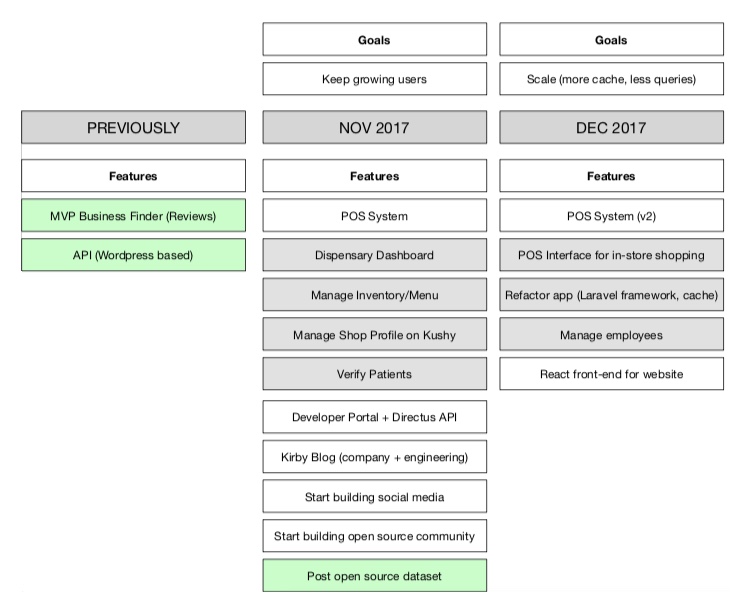 Goals
Keep growing users
Goals
Scale (more cache, less queries)
PREVIOUSLY
NOV 2017
DEC 2017
Features
MVP Business Finder (Reviews)
API (Wordpress based)
Features
POS System
Dispensary Dashboard
Manage Inventory/Menu
Manage Shop Profile on Kushy
Verify Patients
Developer Portal + Directus API
Kirby Blog (company + engineering)
Start building social media
Start building open source community
Post open source dataset
Features
POS System (v2)
POS Interface for in-store shopping
Refactor app (Laravel framework, cache)
Manage employees
React front-end for website